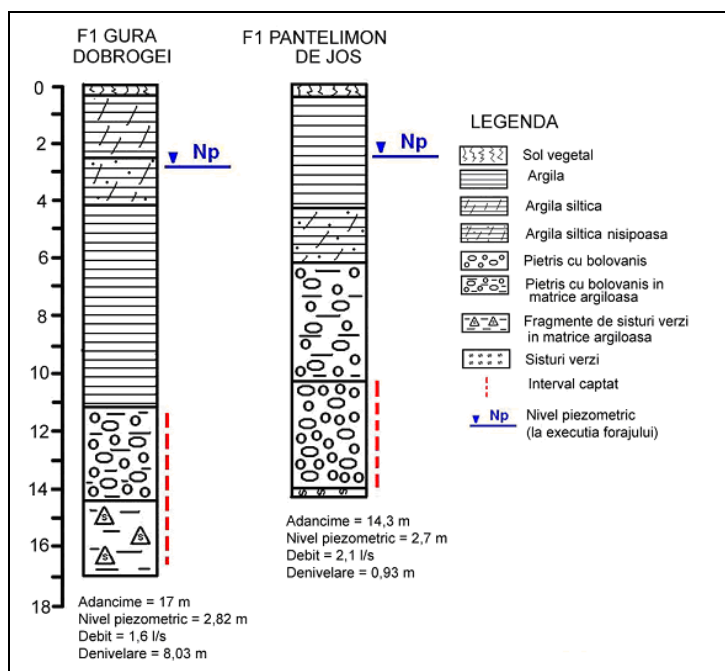 F1 GURA
DOBROGEI
F1 PANTELIMON
DE JOS
0
2
4
6
8
10
12
14
16
18
Np
Np
Adancime = 17 m
Nivel piezometric = 2,82 m
Debit = 1,6 l/s
Denivelare = 8,03 m
Adancime = 14,3 m
Nivel piezometric = 2,7 m
Debit = 2,1 l/s
Denivelare = 0,93 m
LEGENDA
Sol vegetal
Argila
Argila siltica
Argila siltica nisipoasa
Pietris cu bolovanis
Pietris cu bolovanis in
matrice argiloasa
Fragmente de sisturi verzi
in matrice argiloasa
Sisturi verzi
Interval captat
Np
Nivel piezometric
(la executia forajului)